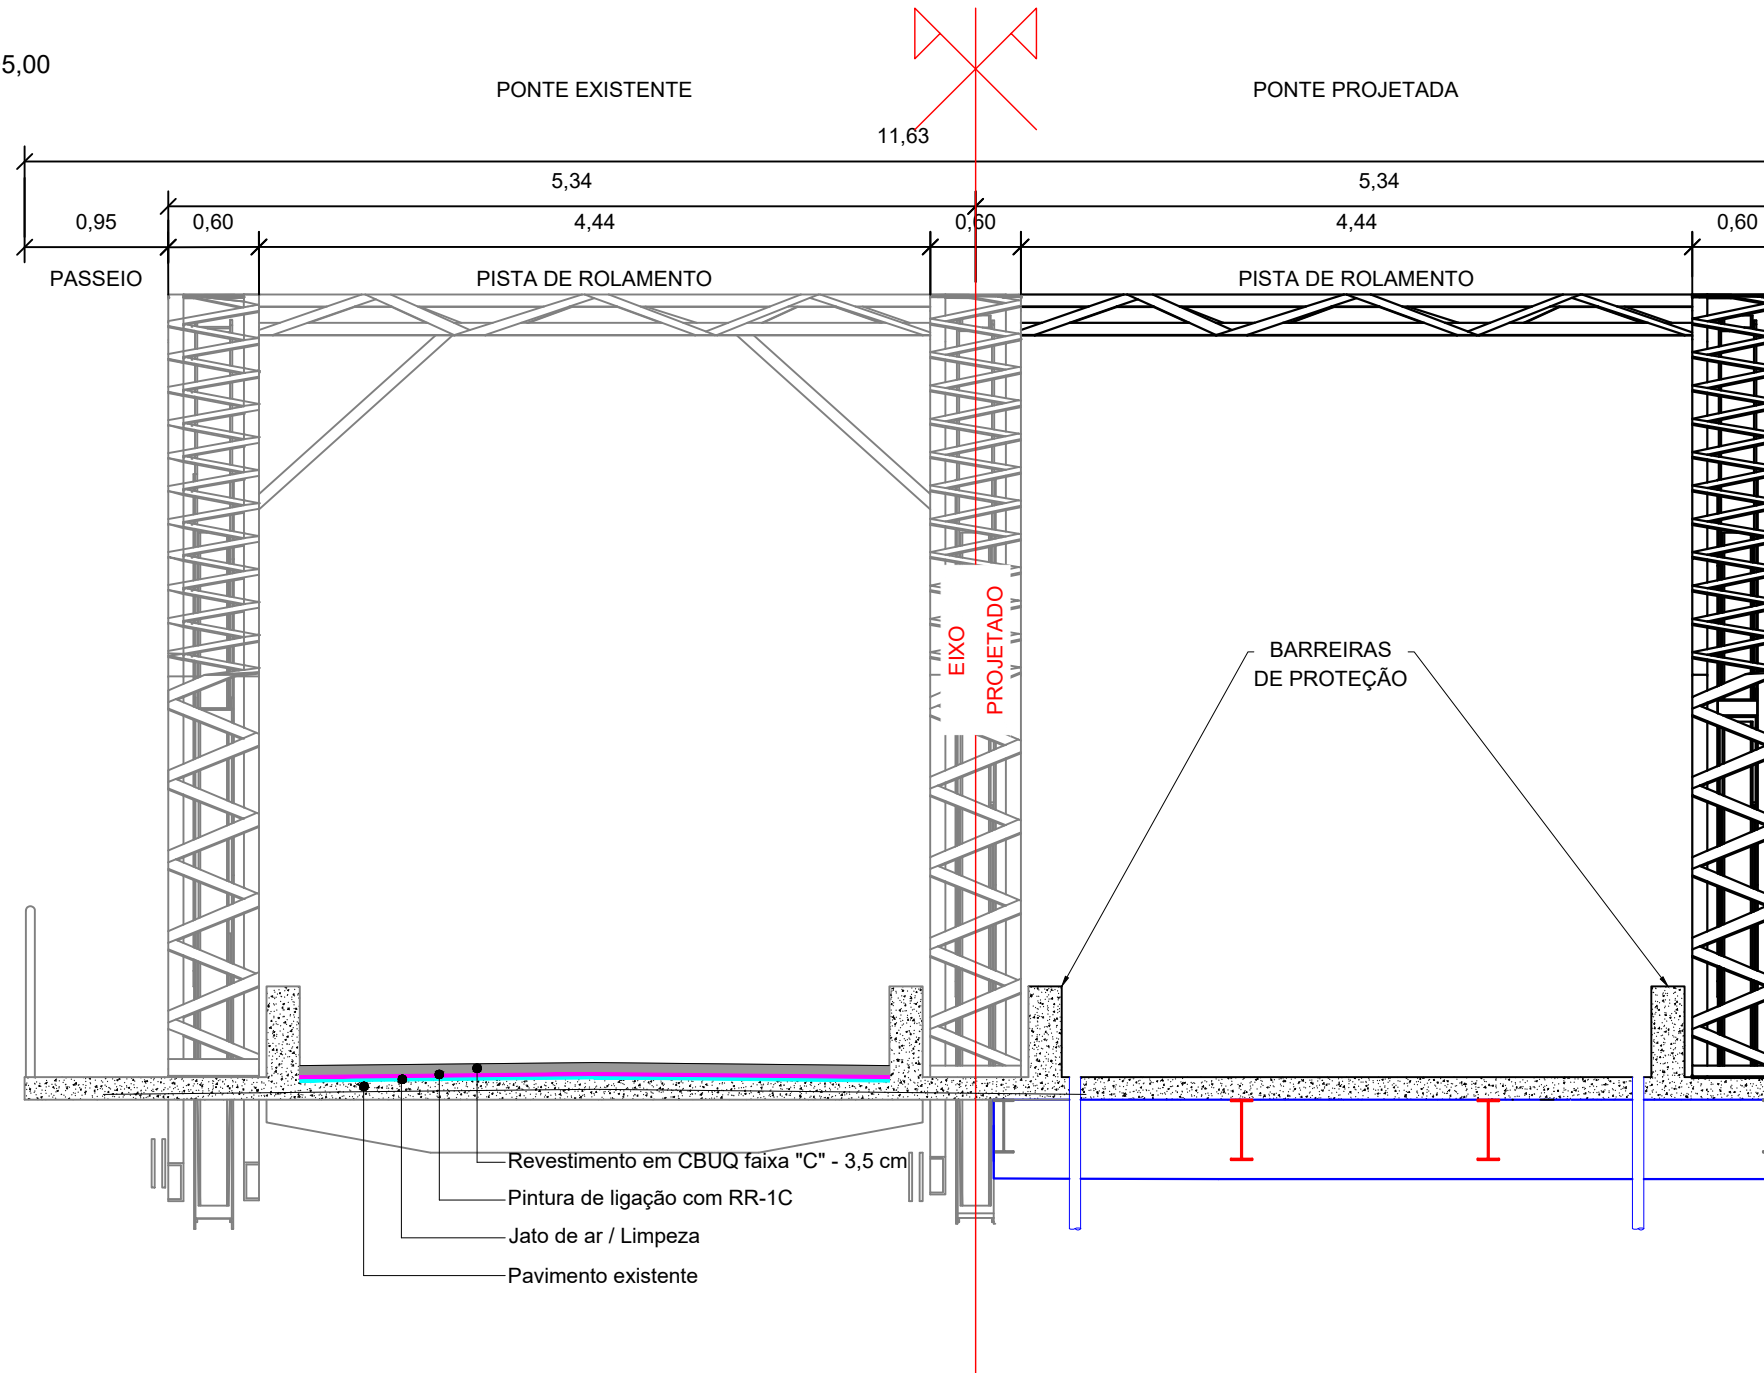 5,00
PONTE EXISTENTE
PONTE PROJETADA
11,63
5,34
5,34
0,95
0,60
4,44
0,60
4,44
0,60
PASSEIO
PISTA DE ROLAMENTO
PISTA DE ROLAMENTO
EIXO
PROJETADO
BARREIRAS
DE PROTEÇÃO
Revestimento em CBUQ faixa "C" - 3,5 cm
Pintura de ligação com RR-1C
Jato de ar / Limpeza
Pavimento existente